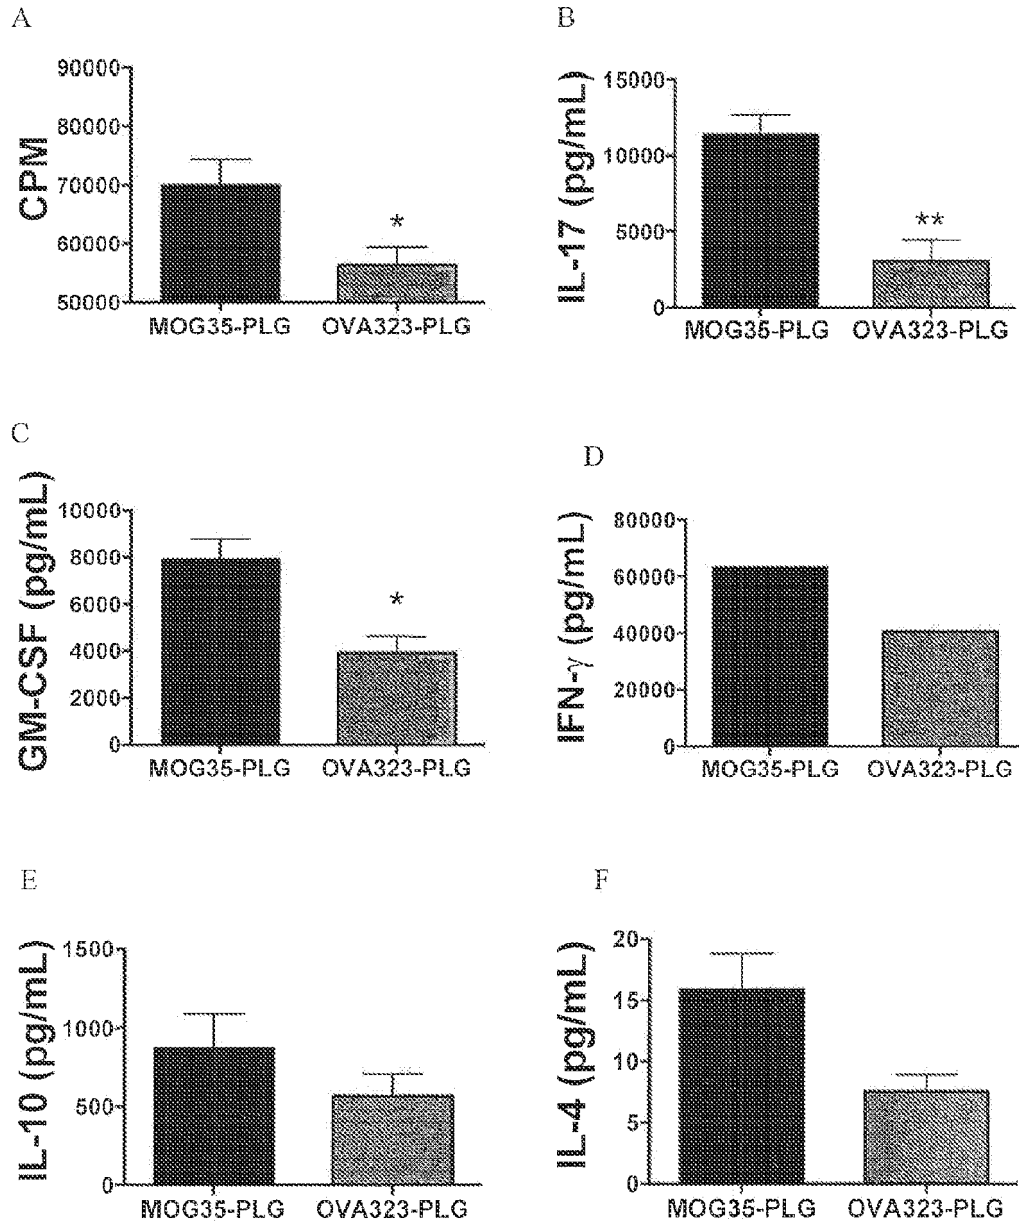 A
CPM
90000
80000
70000
60000
50000
*
MOG35-PLG OVA323-PLG
B
IL-17 (pg/mL)
15000
10000
5000
0
**
MOG35-PLG OVA323-PLG
C
GM-CSF (pg/mL)
10000
8000
6000
4000
2000
0
*
MOG35-PLG OVA323-PLG
D
IFN-γ (pg/mL)
80000
60000
40000
20000
0
MOG35-PLG OVA323-PLG
E
IL-10 (pg/mL)
1500
1000
500
0
MOG35-PLG OVA323-PLG
F
IL-4 (pg/mL)
20
15
10
5
0
MOG35-PLG OVA323-PLG